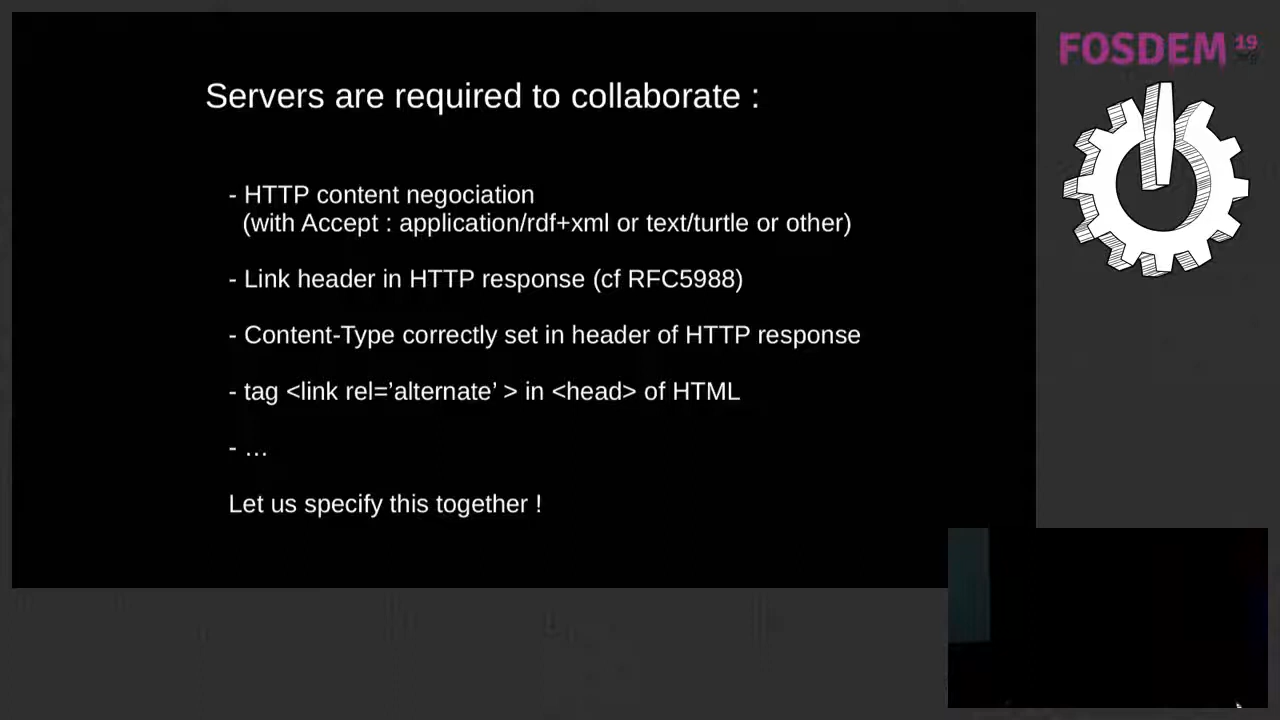 Servers are required to collaborate :
- HTTP content negociation
(with Accept : application/rdf+xml or text/turtle or other)
- Link header in HTTP response (cf RFC5988)
- Content-Type correctly set in header of HTTP response
- tag <link rel=’alternate’ > in <head> of HTML
- …
Let us specify this together !
FOSDEM 19